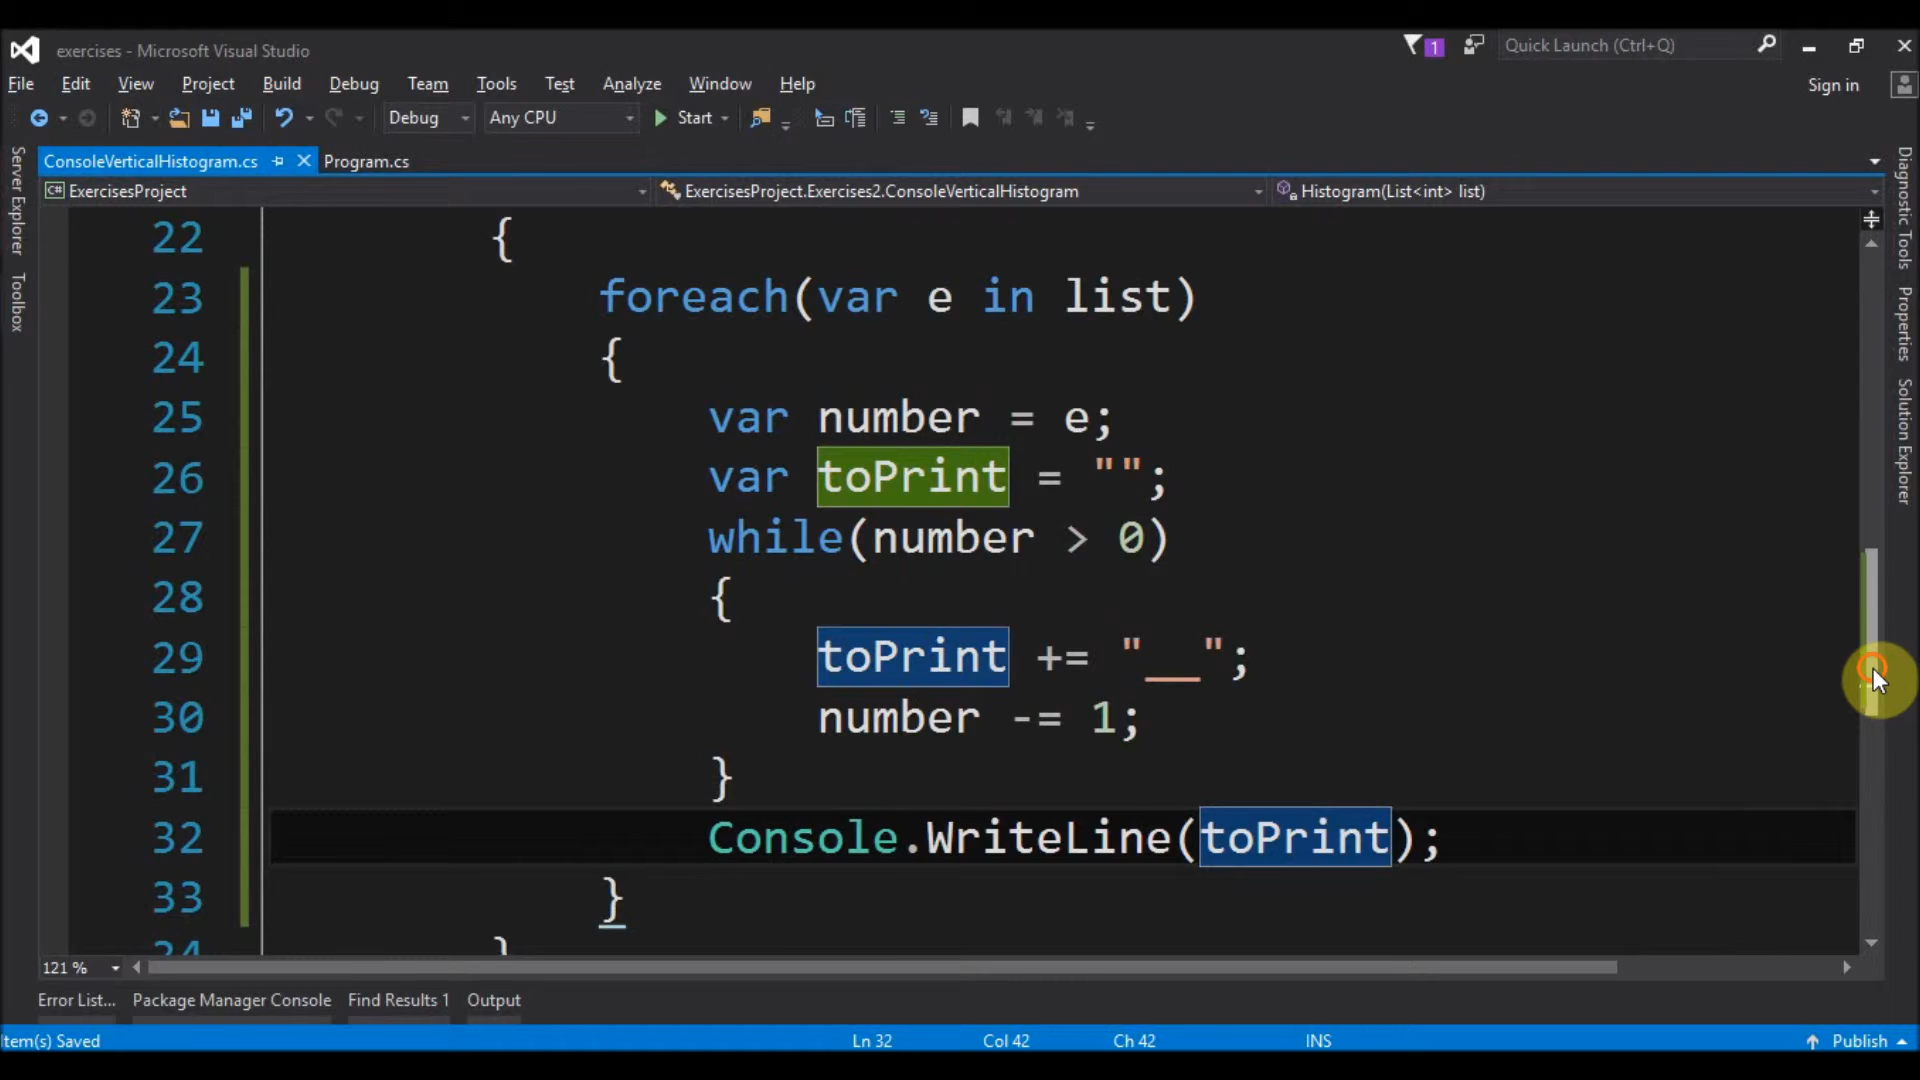 exercises - Microsoft Visual Studio
1
Quick Launch (Ctrl+Q)
File Edit View Project Build Debug Team Tools Test Analyze Window Help
Sign in
Debug Any CPU Start
ConsoleVerticalHistogram.cs Program.cs
C# ExercisesProject ExercisesProject.Exercises2.ConsoleVerticalHistogram Histogram(List<int> list)
Server Explorer
Toolbox
22 {
23 foreach(var e in list)
24 {
25 var number = e;
26 var toPrint = "";
27 while(number > 0)
28 {
29 toPrint += "__";
30 number -= 1;
31 }
32 Console.WriteLine(toPrint);
33 }
24 }
Diagnostic Tools
Properties
Solution Explorer
121 %
Error List... Package Manager Console Find Results 1 Output
Item(s) Saved Ln 32 Col 42 Ch 42 INS Publish